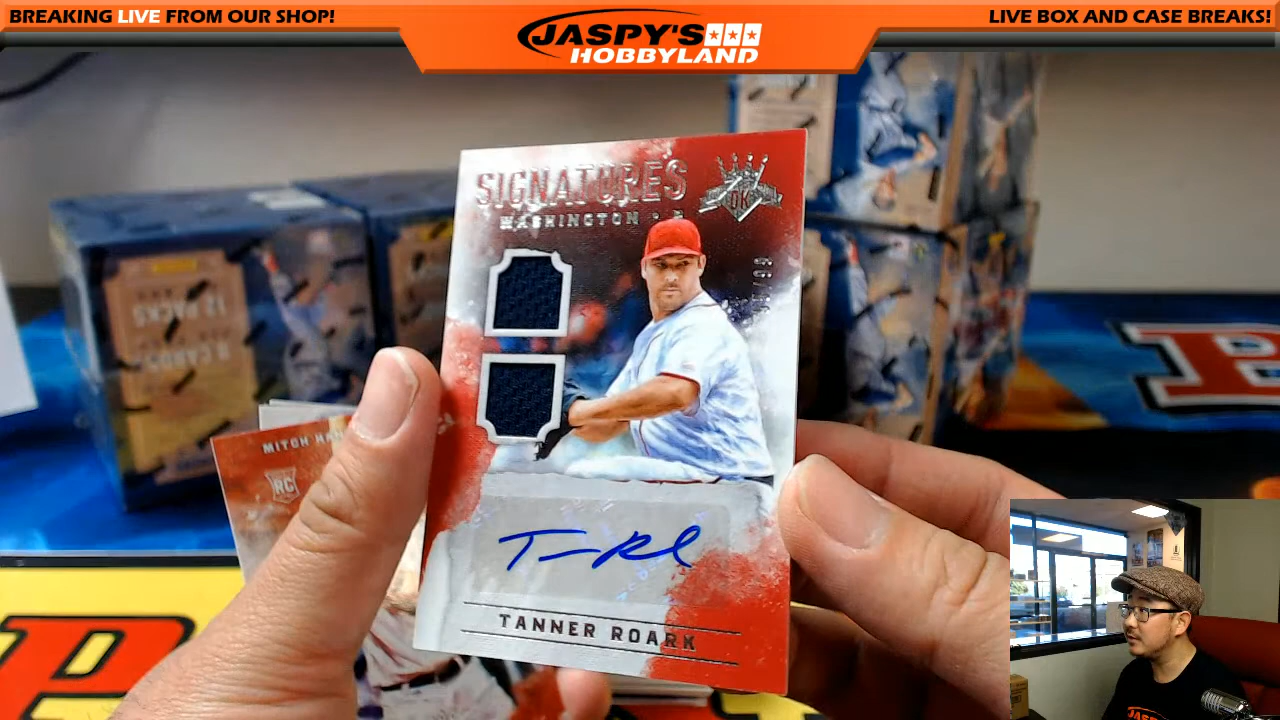 BREAKING LIVE FROM OUR SHOP!
JASPY'S
HOBBYLAND
LIVE BOX AND CASE BREAKS!
SIGNATURES
DK
WASHINGTON • P
TANNER ROARK
MITCH
RC
12 PACKS